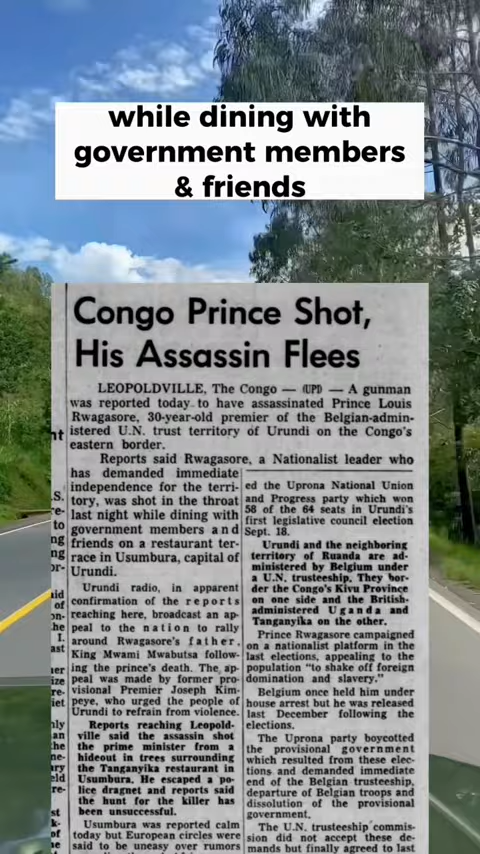 while dining with
government members
& friends
Congo Prince Shot,
His Assassin Flees
LEOPOLDVILLE, The Congo — (UPI) — A gunman
was reported today to have assassinated Prince Louis
Rwagasore, 30-year-old premier of the Belgian-admin-
istered U.N. trust territory of Urundi on the Congo's
eastern border.
Reports said Rwagasore, a Nationalist leader who
has demanded immediate
independence for the terri-
tory, was shot in the throat
last night while dining with
government members and
friends on a restaurant ter-
race in Usumbura, capital of
Urundi.
Urundi radio, in apparent
confirmation of the reports
reaching here, broadcast an ap-
peal to the nation to rally
around Rwagasore's father,
King Mwami Mwabutsa follow-
ing the prince's death. The ap-
peal was made by former pro-
visional Premier Joseph Kim-
peye, who urged the people of
Urundi to refrain from violence.
Reports reaching Leopold-
ville said the assassin shot
the prime minister from a
hideout in trees surrounding
the Tanganyika restaurant in
Usumbura. He escaped a po-
lice dragnet and reports said
the hunt for the killer has
been unsuccessful.
Usumbura was reported calm
today but European circles were
said to be uneasy over rumors
ed the Uprona National Union
and Progress party which won
58 of the 64 seats in Urundi's
first legislative council election
Sept. 18.
Urundi and the neighboring
territory of Ruanda are ad-
ministered by Belgium under
a U.N. trusteeship. They bor-
der the Congo's Kivu Province
on one side and the British-
administered Uganda and
Tanganyika on the other.
Prince Rwagasore campaigned
on a nationalist platform in the
last elections, appealing to the
population "to shake off foreign
domination and slavery."
Belgium once held him under
house arrest but he was released
last December following the
elections.
The Uprona party boycotted
the provisional government
which resulted from these elec-
tions and demanded immediate
end of the Belgian trusteeship,
departure of Belgian troops and
dissolution of the provisional
government.
The U.N. trusteeship commis-
sion did not accept these de-
mands but finally agreed to last